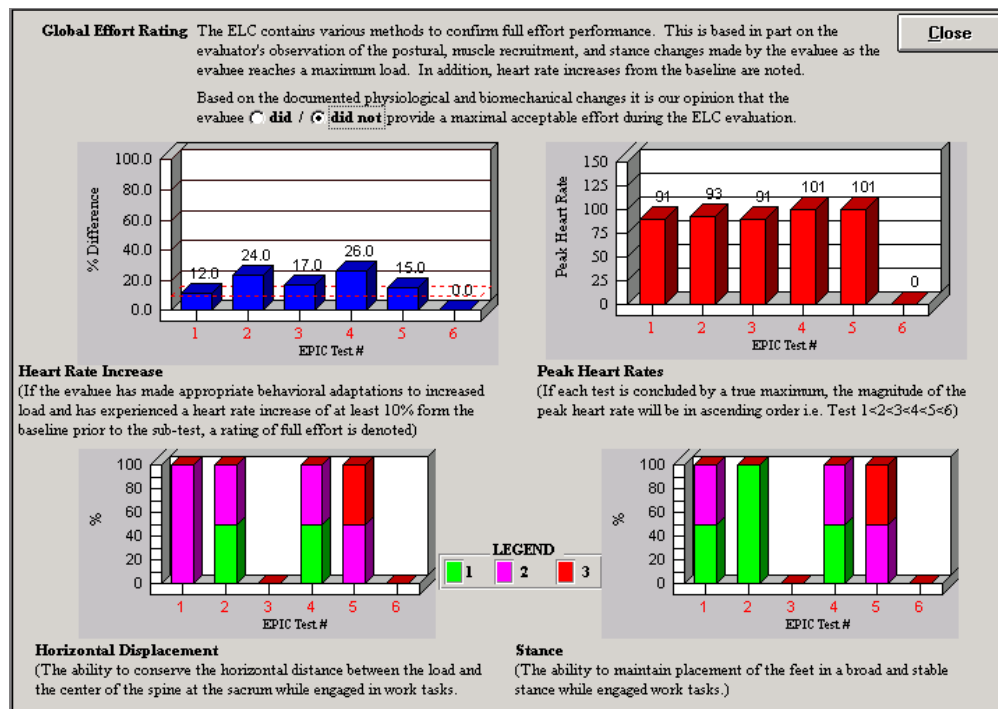 Global Effort Rating The ELC contains various methods to confirm full effort performance. This is based in part on the
evaluator's observation of the postural, muscle recruitment, and stance changes made by the evaluee as the
evaluee reaches a maximum load. In addition, heart rate increases from the baseline are noted.
Close
Based on the documented physiological and biomechanical changes it is our opinion that the
evaluee did / did not provide a maximal acceptable effort during the ELC evaluation.
% Difference
100.0
80.0
60.0
40.0
20.0
0.0
12.0 24.0 17.0 26.0 15.0 0.0
1 2 3 4 5 6
EPIC Test #
Peak Heart Rate
150
125
100
75
50
25
0
91 93 91 101 101 0
1 2 3 4 5 6
EPIC Test #
Heart Rate Increase
(If the evaluee has made appropriate behavioral adaptations to increased
load and has experienced a heart rate increase of at least 10% form the
baseline prior to the sub-test, a rating of full effort is denoted)
Peak Heart Rates
(If each test is concluded by a true maximum, the magnitude of the
peak heart rate will be in ascending order i.e. Test 1<2<3<4<5<6)
%
100
80
60
40
20
0
1 2 3 4 5 6
EPIC Test #
LEGEND
1 2 3
%
100
80
60
40
20
0
1 2 3 4 5 6
EPIC Test #
Horizontal Displacement
(The ability to conserve the horizontal distance between the load and
the center of the spine at the sacrum while engaged in work tasks.
Stance
(The ability to maintain placement of the feet in a broad and stable
stance while engaged work tasks.)